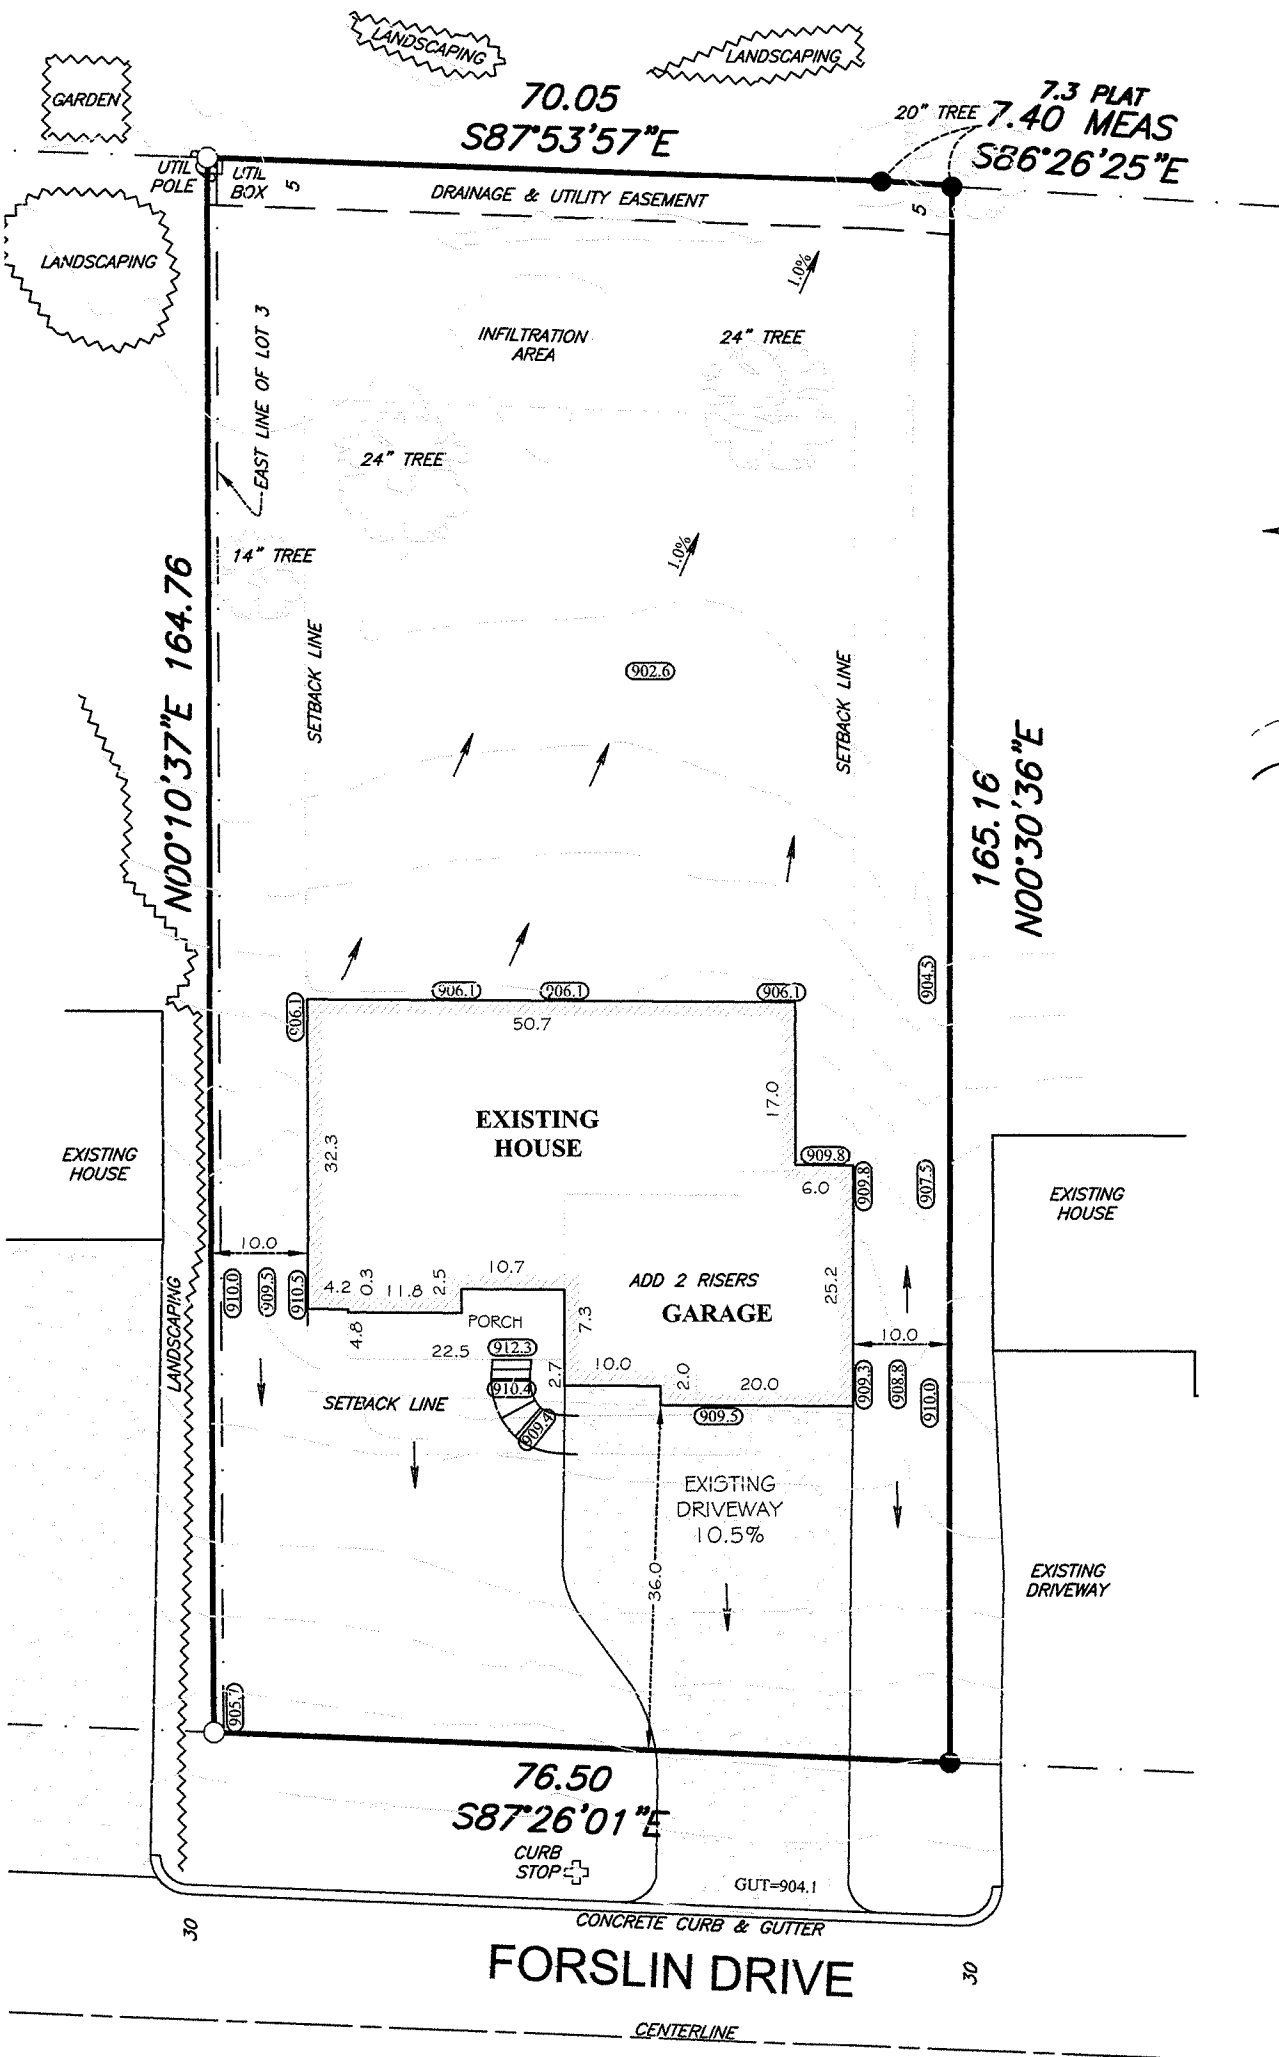 LANDSCAPING
LANDSCAPING
GARDEN
70.05
S87°53'57"E
20" TREE
7.3 PLAT
7.40 MEAS
S86°26'25"E
UTIL
POLE
UTIL
BOX
5
DRAINAGE & UTILITY EASEMENT
5
LANDSCAPING
1.0%
EAST LINE OF LOT 3
INFILTRATION
AREA
24" TREE
24" TREE
14" TREE
1.0%
N00°10'37"E 164.76
SETBACK LINE
902.6
SETBACK LINE
165.16
N00°30'36"E
904.5
906.1
906.1
906.1
906.1
50.7
17.0
EXISTING
HOUSE
32.3
EXISTING
HOUSE
909.8
6.0
909.8
907.5
EXISTING
HOUSE
10.0
910.0
909.5
910.5
4.2
0.3
11.8
2.5
10.7
ADD 2 RISERS
GARAGE
25.2
7.3
4.8
PORCH
22.5
912.3
2.7
10.0
2.0
20.0
10.0
LANDSCAPING
SETBACK LINE
910.4
909.4
909.5
909.3
908.8
910.0
EXISTING
DRIVEWAY
10.5%
36.0
EXISTING
DRIVEWAY
905.7
76.50
S87°26'01"E
CURB
STOP
GUT=904.1
30
CONCRETE CURB & GUTTER
FORSLIN DRIVE
30
CENTERLINE